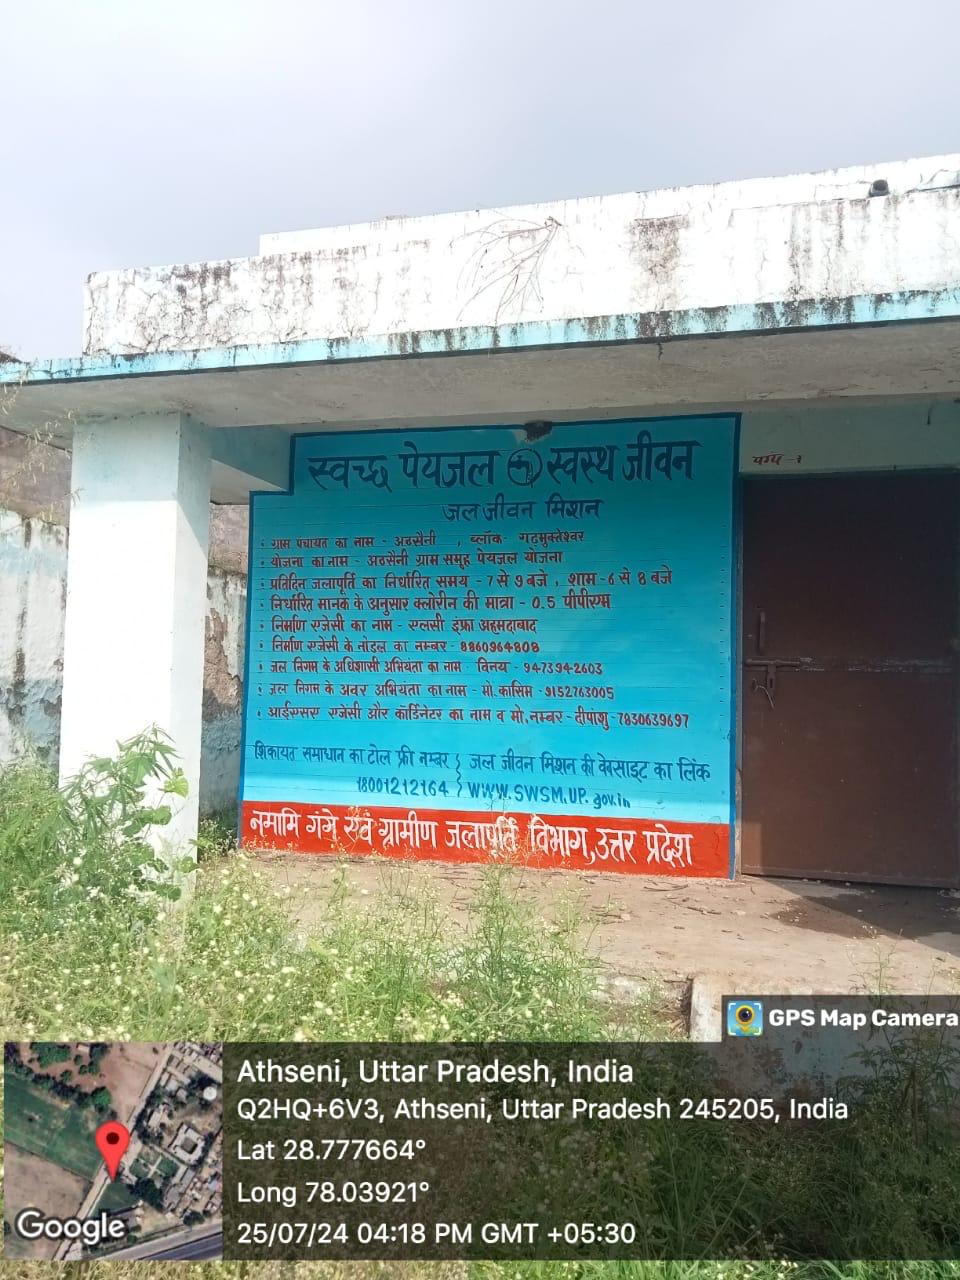 स्वच्छ पेयजल स्वस्थ जीवन
जल जीवन मिशन
पम्प -१
• ग्राम पंचायत का नाम - अठसैनी , ब्लॉक- गढ़मुक्तेश्वर
• योजना का नाम - अठसैनी ग्राम समूह पेयजल योजना
• प्रतिदिन जलापूर्ति का निर्धारित समय - 7 से 9 बजे , शाम - 6 से 8 बजे
• निर्धारित मानक के अनुसार क्लोरीन की मात्रा - 0.5 पीपीएम
• निर्माण एजेंसी का नाम - एलसी इंफ्रा अहमदाबाद
• निर्माण एजेंसी के नोडल का नम्बर - 8860964808
• जल निगम के अधिशासी अभियंता का नाम - विनय - 9473942603
• जल निगम के अवर अभियंता का नाम - मो. कासिम - 9152763005
• आईएसए एजेंसी और कॉर्डिनेटर का नाम व मो. नम्बर - दीपांशु - 7830639697
शिकायत समाधान का टोल फ्री नम्बर
18001212164
जल जीवन मिशन की वेबसाइट का लिंक
WWW.SWSM.UP.gov.in
नमामि गंगे एवं ग्रामीण जलापूर्ति विभाग, उत्तर प्रदेश
GPS Map Camera
Athseni, Uttar Pradesh, India
Q2HQ+6V3, Athseni, Uttar Pradesh 245205, India
Lat 28.777664°
Long 78.03921°
25/07/24 04:18 PM GMT +05:30
Google